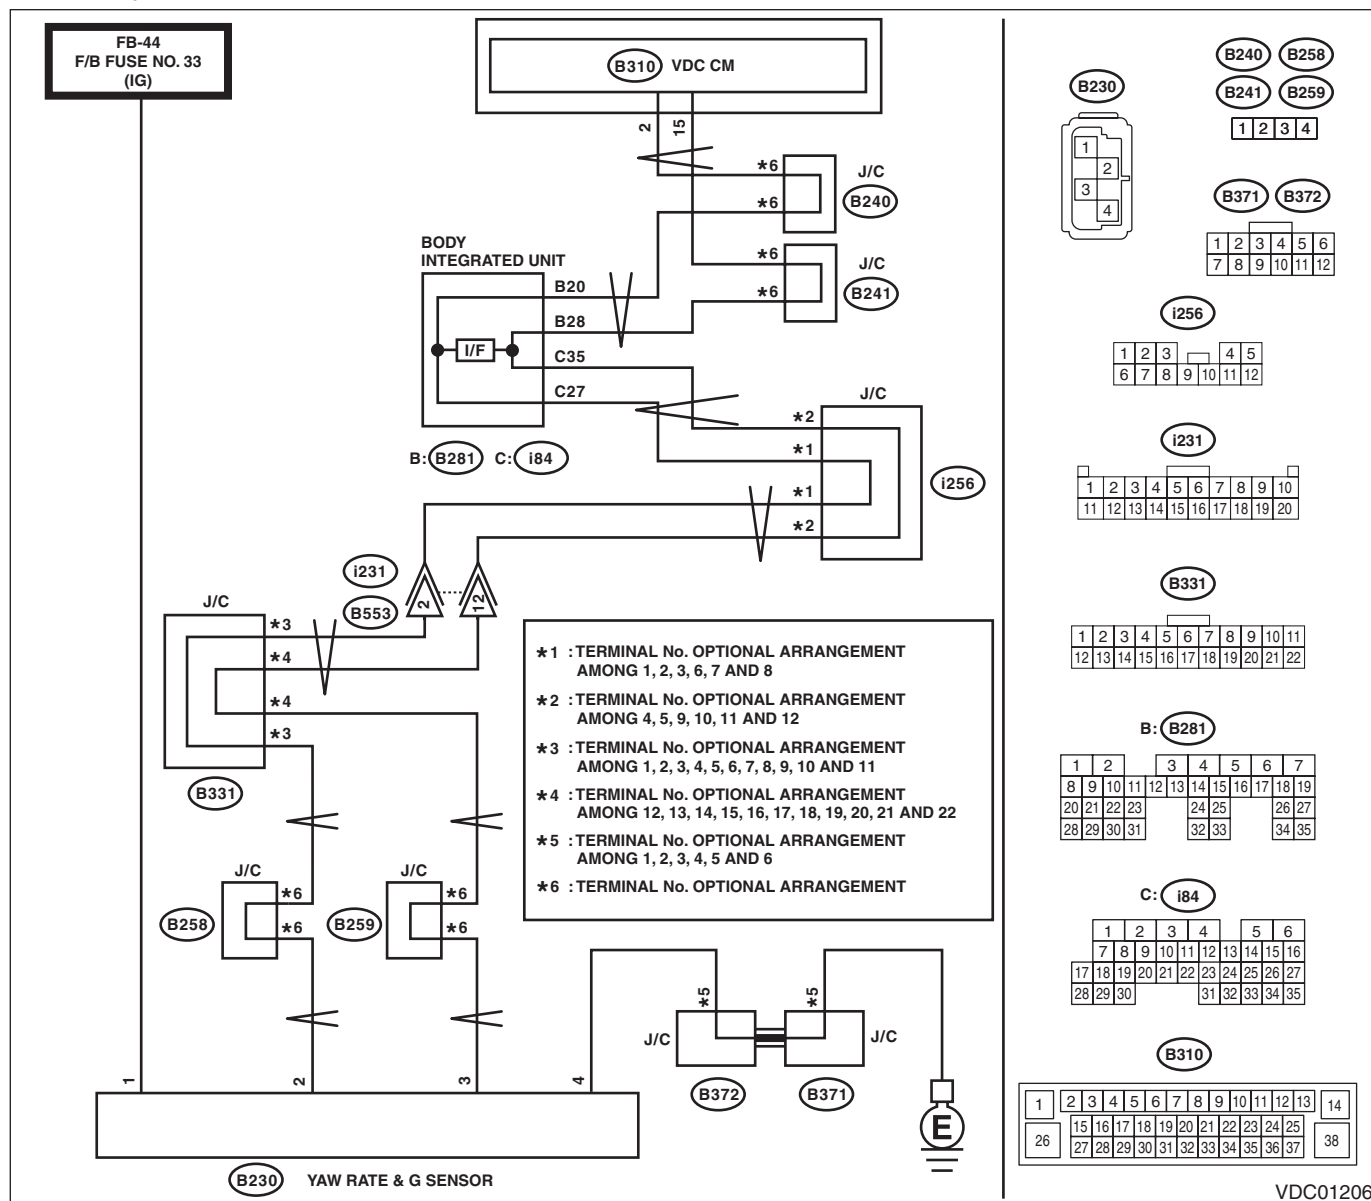 FB-44
F/B FUSE NO. 33
(IG)
B310 VDC CM
2
15
*6
J/C
*6
B240
*6
J/C
*6
B241
BODY
INTEGRATED UNIT
B20
B28
I/F
C35
C27
B: B281 C: i84
J/C
*2
*1
*1
*2
i256
i231
B553
2
12
J/C
*3
*4
*4
*3
B331
*1 : TERMINAL No. OPTIONAL ARRANGEMENT
AMONG 1, 2, 3, 6, 7 AND 8
*2 : TERMINAL No. OPTIONAL ARRANGEMENT
AMONG 4, 5, 9, 10, 11 AND 12
*3 : TERMINAL No. OPTIONAL ARRANGEMENT
AMONG 1, 2, 3, 4, 5, 6, 7, 8, 9, 10 AND 11
*4 : TERMINAL No. OPTIONAL ARRANGEMENT
AMONG 12, 13, 14, 15, 16, 17, 18, 19, 20, 21 AND 22
*5 : TERMINAL No. OPTIONAL ARRANGEMENT
AMONG 1, 2, 3, 4, 5 AND 6
*6 : TERMINAL No. OPTIONAL ARRANGEMENT
J/C
*6
*6
B258
J/C
*6
*6
B259
*5
*5
J/C
J/C
B372
B371
E
1
2
3
4
B230 YAW RATE & G SENSOR
B230
1
2
3
4
B240 B258
B241 B259
1 2 3 4
B371 B372
1 2 3 4 5 6
7 8 9 10 11 12
i256
1 2 3 4 5
6 7 8 9 10 11 12
i231
1 2 3 4 5 6 7 8 9 10
11 12 13 14 15 16 17 18 19 20
B331
1 2 3 4 5 6 7 8 9 10 11
12 13 14 15 16 17 18 19 20 21 22
B: B281
1 2 3 4 5 6 7
8 9 10 11 12 13 14 15 16 17 18 19
20 21 22 23 24 25 26 27
28 29 30 31 32 33 34 35
C: i84
1 2 3 4 5 6
7 8 9 10 11 12 13 14 15 16
17 18 19 20 21 22 23 24 25 26 27
28 29 30 31 32 33 34 35
B310
1 2 3 4 5 6 7 8 9 10 11 12 13 14
15 16 17 18 19 20 21 22 23 24 25
26 27 28 29 30 31 32 33 34 35 36 37 38
VDC01206